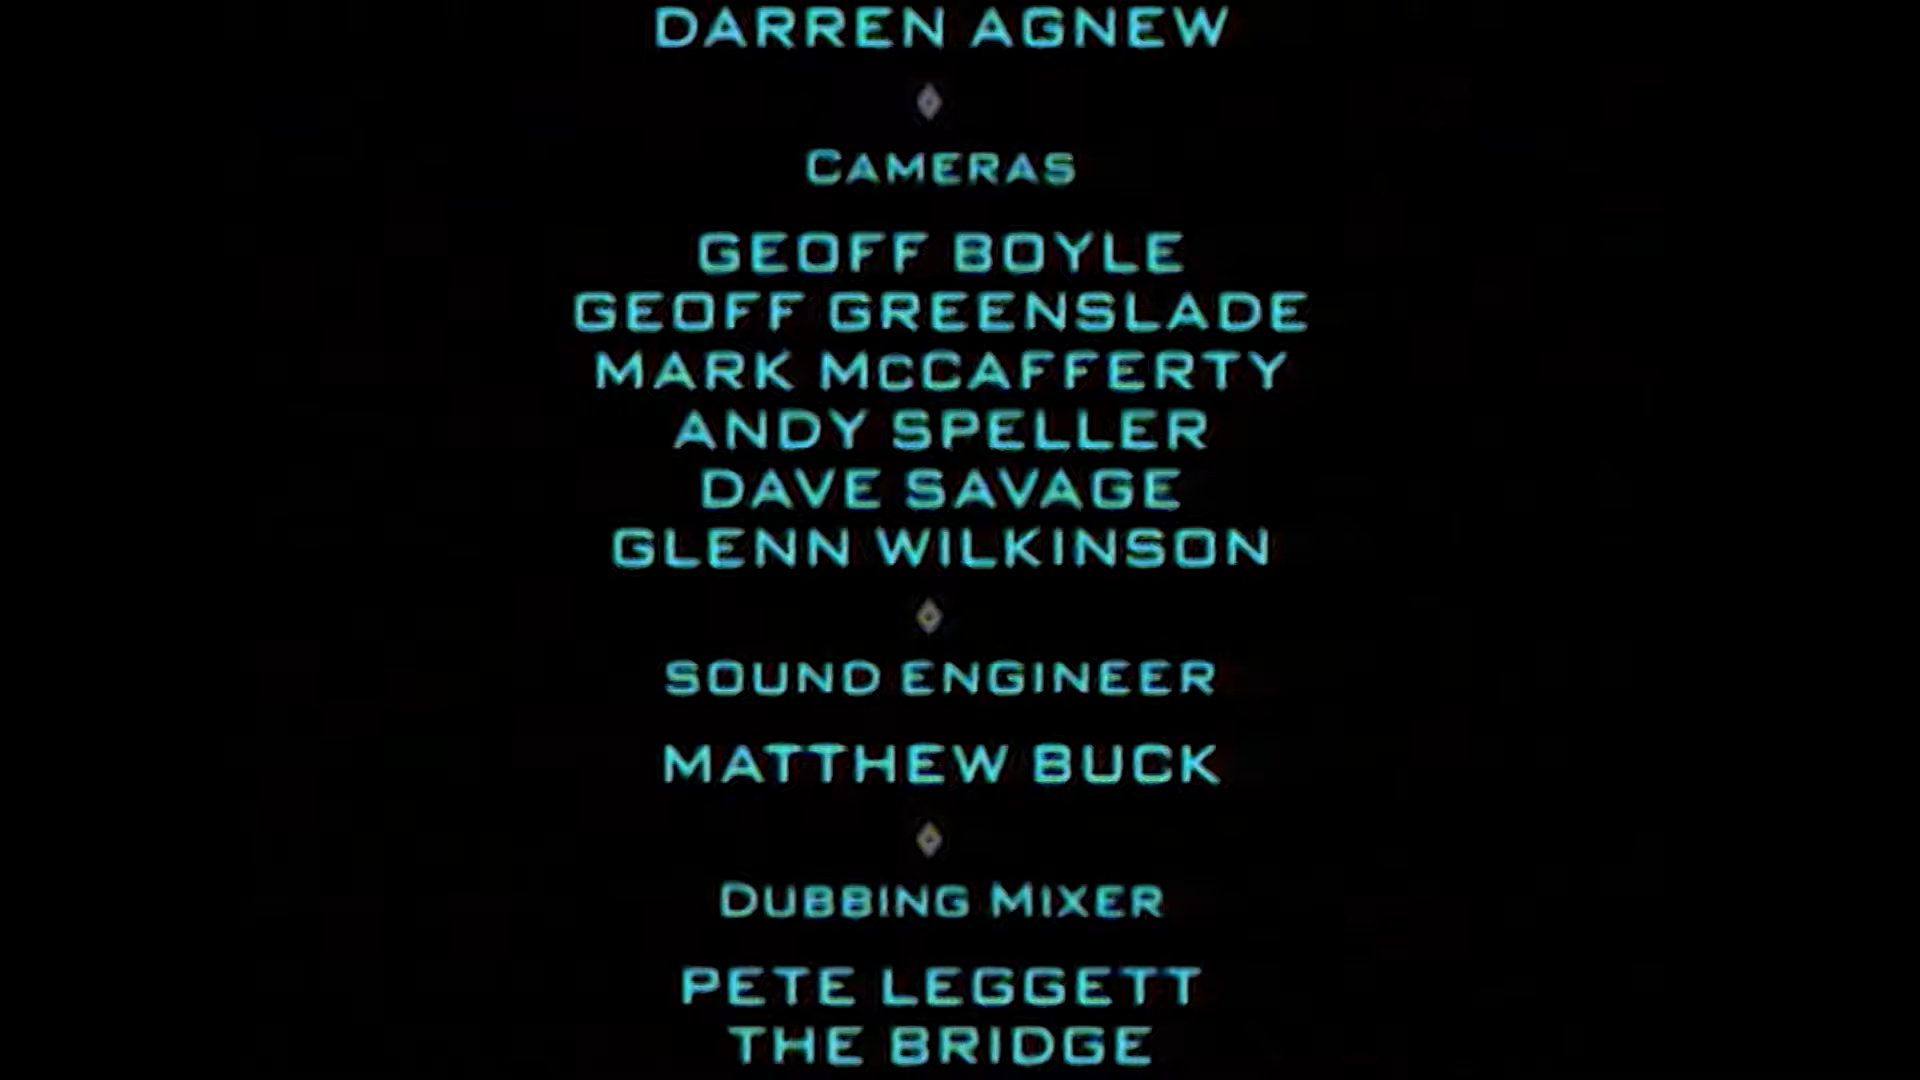 DARREN AGNEW
CAMERAS
GEOFF BOYLE
GEOFF GREENSLADE
MARK McCAFFERTY
ANDY SPELLER
DAVE SAVAGE
GLENN WILKINSON
SOUND ENGINEER
MATTHEW BUCK
DUBBING MIXER
PETE LEGGETT
THE BRIDGE